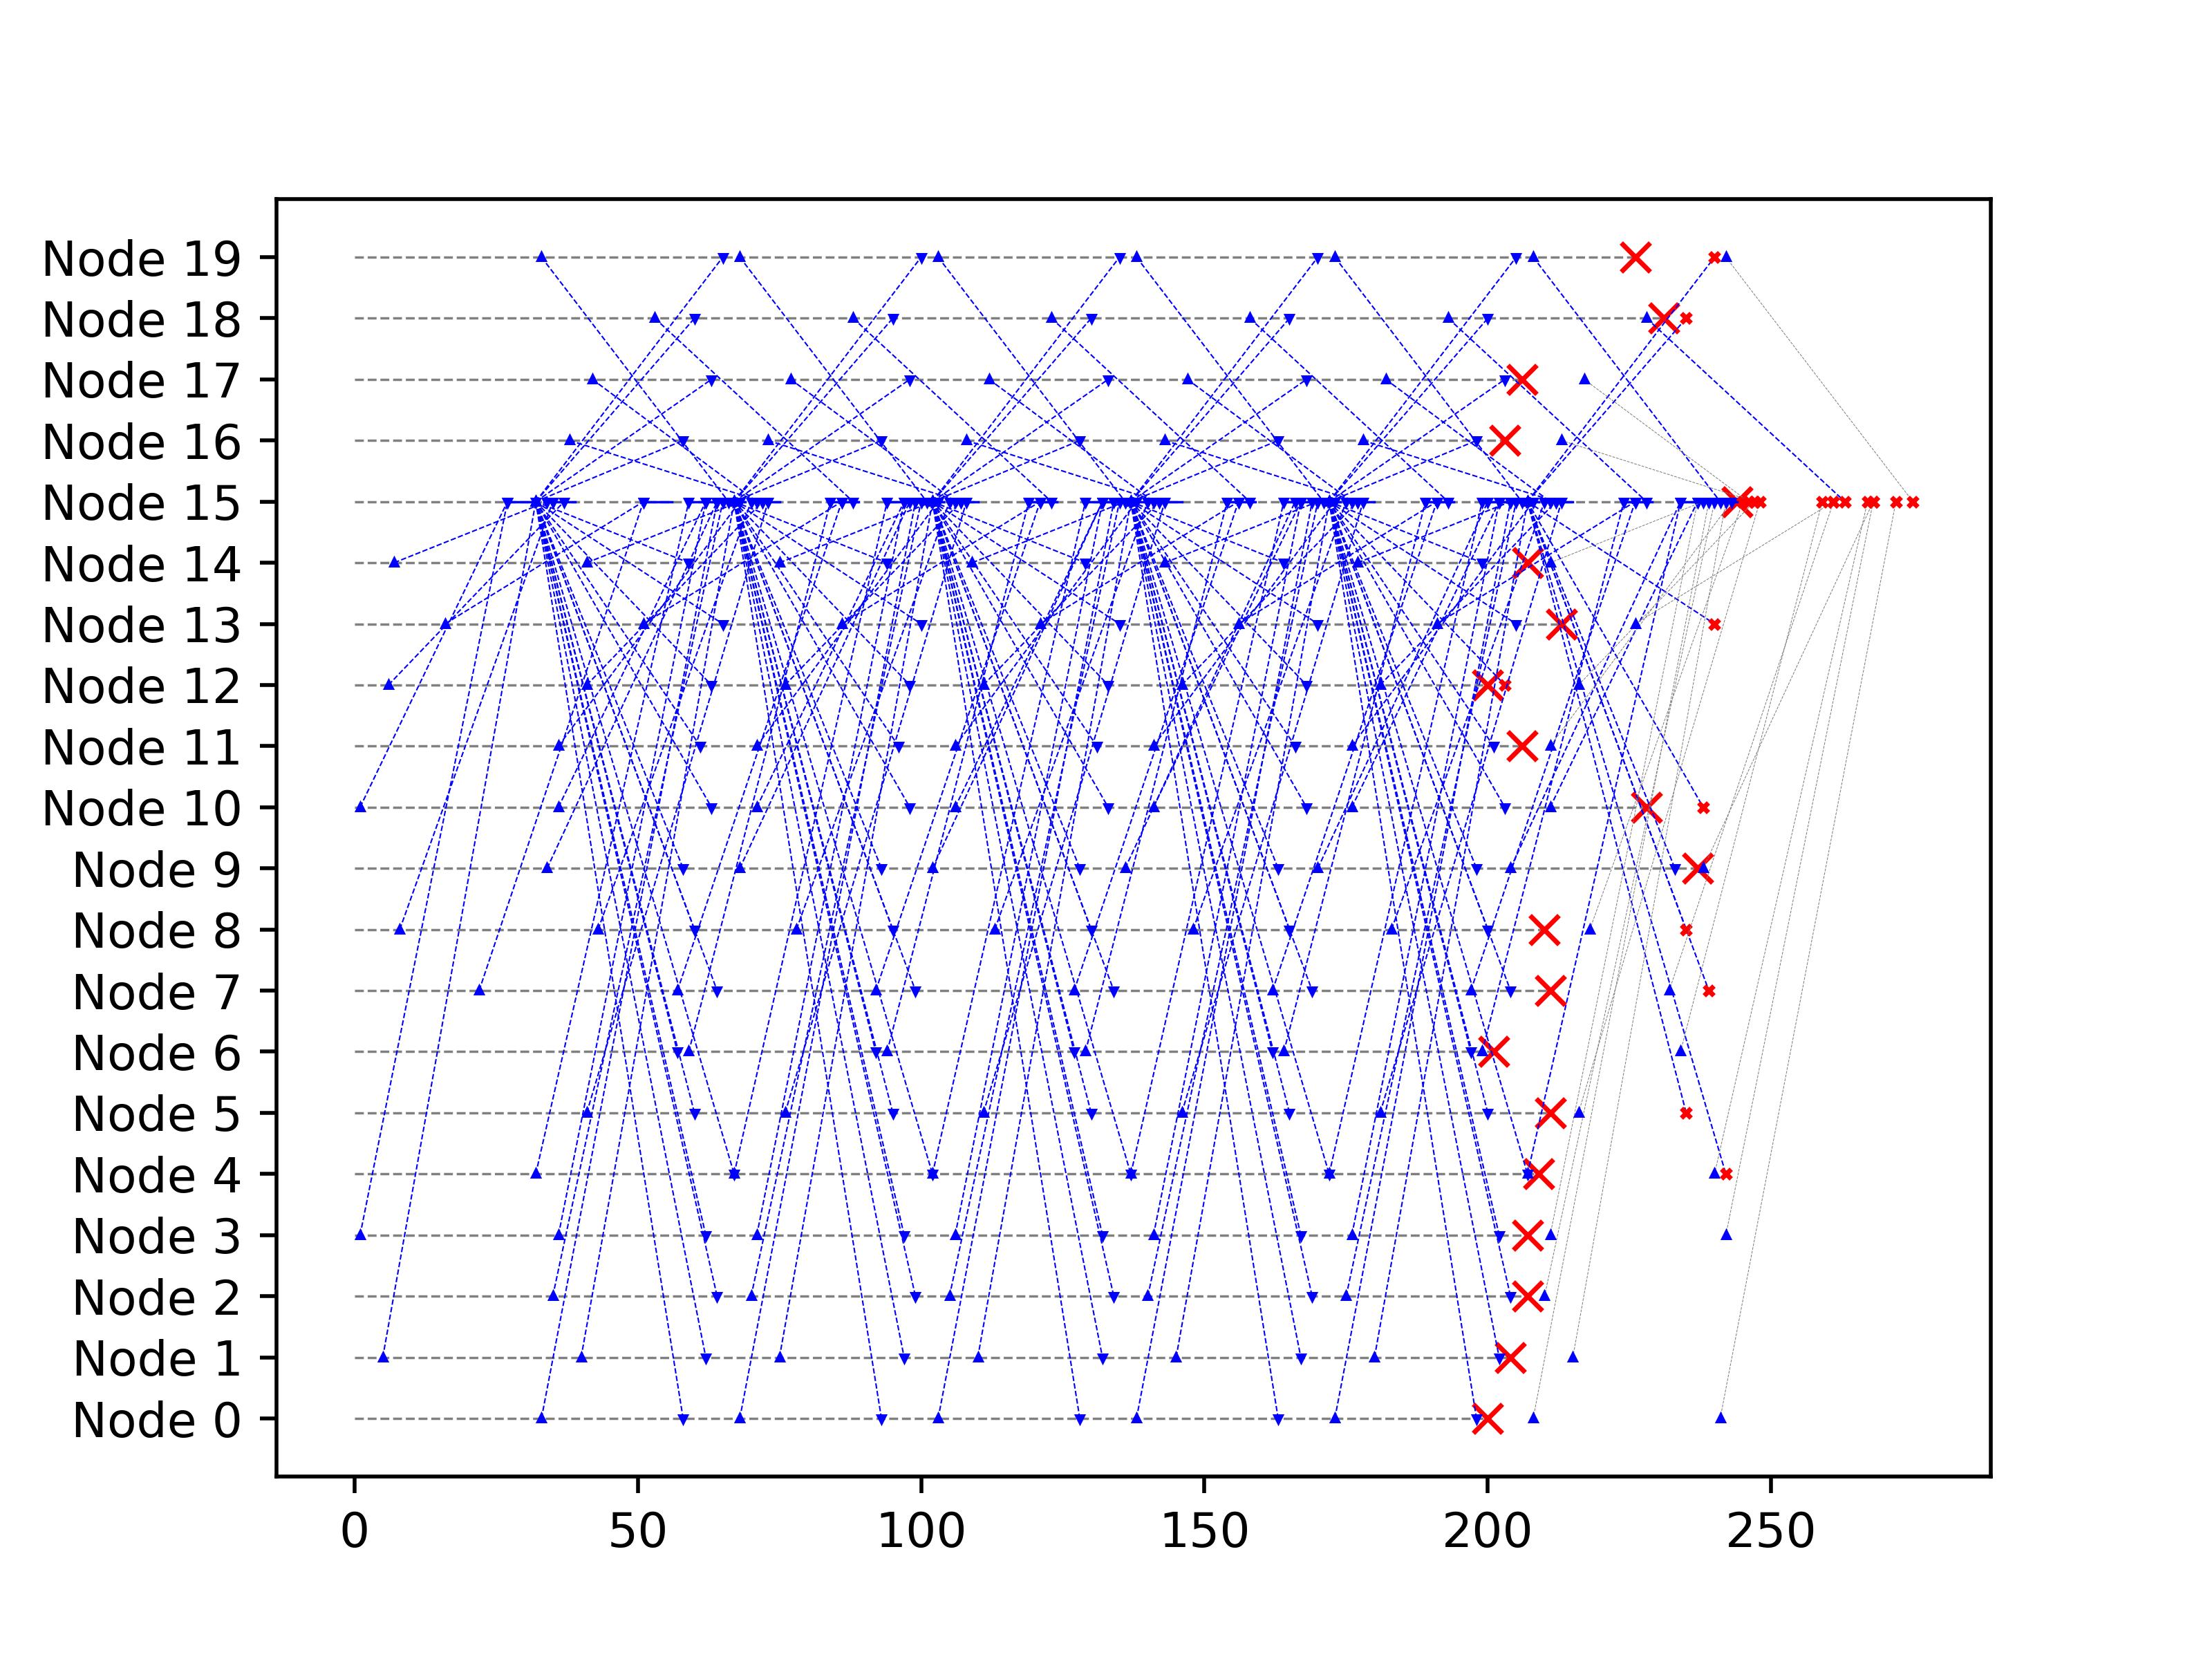 Node 19
Node 18
Node 17
Node 16
Node 15
Node 14
Node 13
Node 12
Node 11
Node 10
Node 9
Node 8
Node 7
Node 6
Node 5
Node 4
Node 3
Node 2
Node 1
Node 0
0 50 100 150 200 250